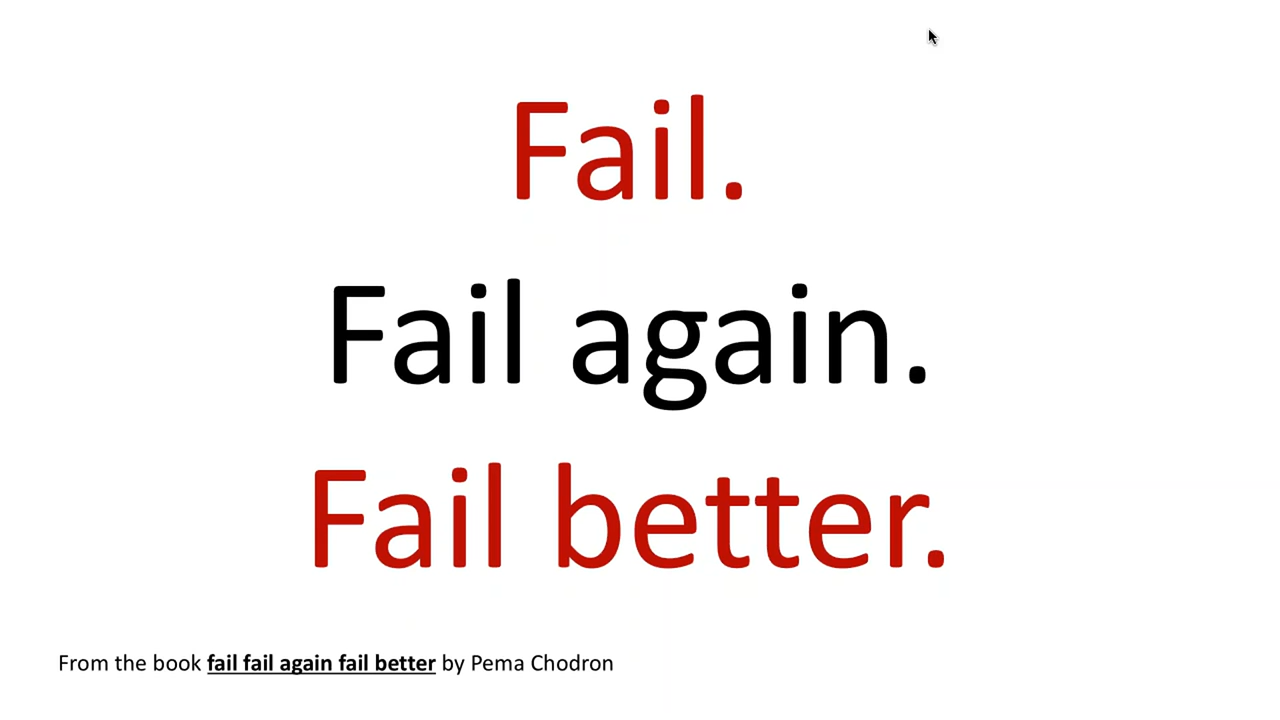 Fail.
Fail again.
Fail better.
From the book fail fail again fail better by Pema Chodron